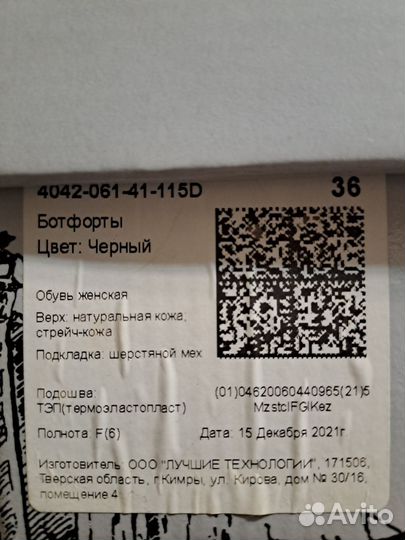 4042-061-41-115D 36
Ботфорты
Цвет: Черный
Обувь женская
Верх: натуральная кожа,
стрейч-кожа
Подкладка: шерстяной мех
Подошва:
ТЭП(термоэластопласт)
(01)04620060440965(21)5
MzstcIFGIKez
Полнота: F(6) Дата: 15 Декабря 2021г.
Изготовитель: ООО "ЛУЧШИЕ ТЕХНОЛОГИИ", 171506,
Тверская область, г.Кимры, ул. Кирова, дом № 30/16,
помещение 4
Avito